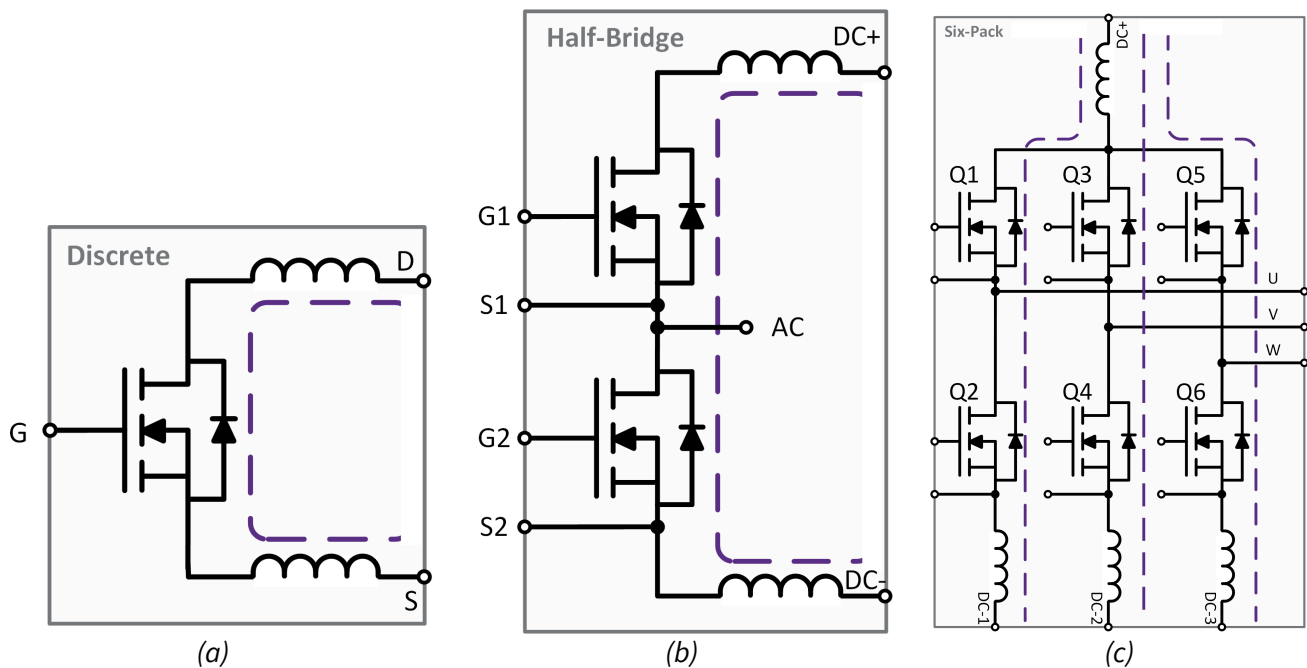 Discrete
D
G
S
(a)
Half-Bridge
DC+
G1
S1
AC
G2
S2
DC-
(b)
Six-Pack
DC+
Q1
Q3
Q5
U
V
W
Q2
Q4
Q6
DC-1
DC-2
DC-3
(c)